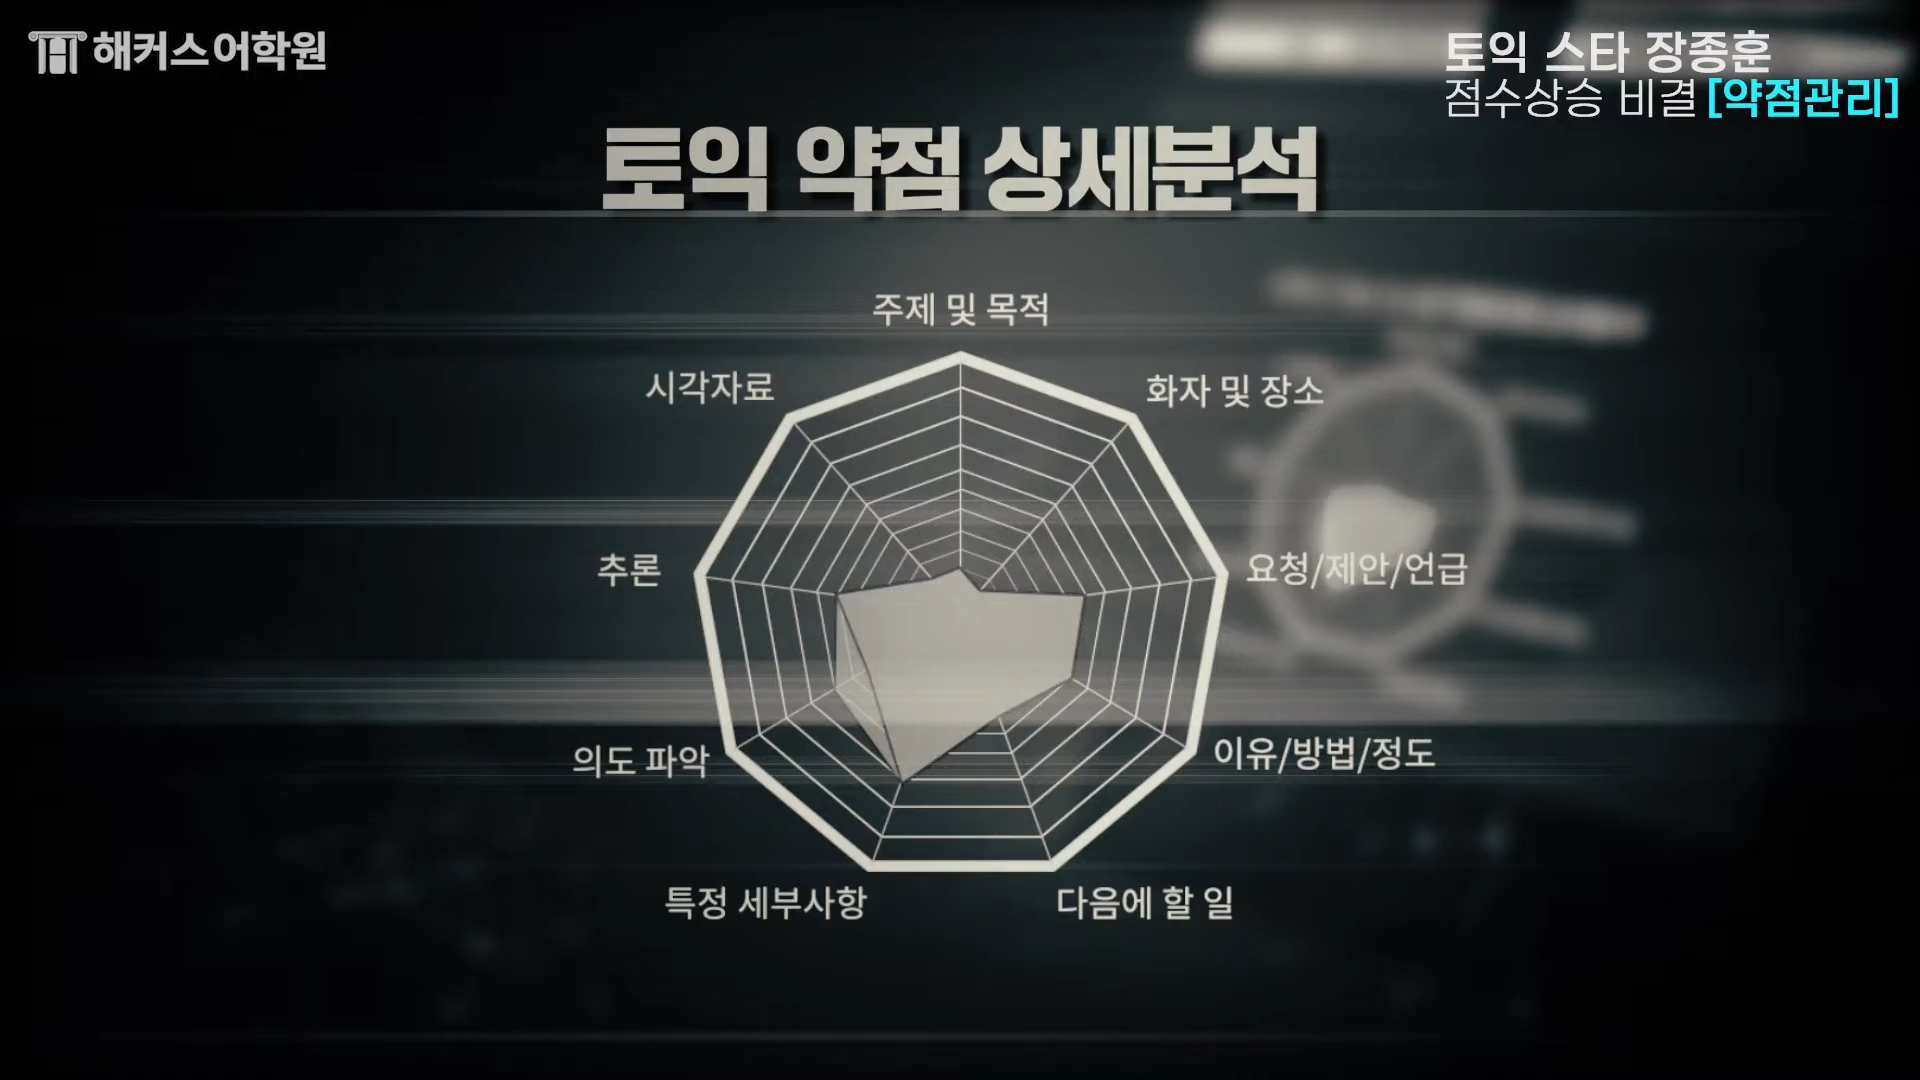 해커스어학원
토익 스타 장종훈
점수상승 비결 [약점관리]
토익 약점 상세분석
주제 및 목적
시각자료
화자 및 장소
추론
요청/제안/언급
의도 파악
이유/방법/정도
특정 세부사항
다음에 할 일